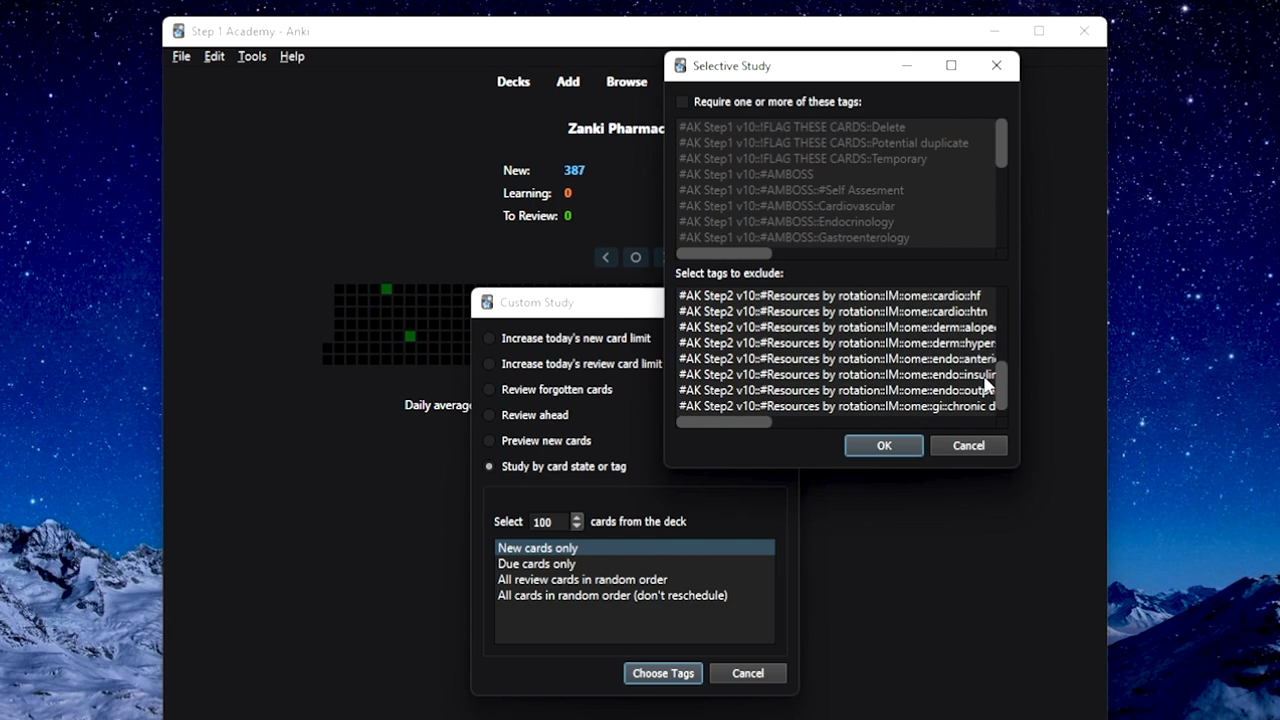 Step 1 Academy - Anki
File Edit Tools Help
Decks Add Browse
Zanki Pharmac
New: 387
Learning: 0
To Review: 0
Daily average
Selective Study
Require one or more of these tags:
#AK Step1 v10::!FLAG THESE CARDS::Delete
#AK Step1 v10::!FLAG THESE CARDS::Potential duplicate
#AK Step1 v10::!FLAG THESE CARDS::Temporary
#AK Step1 v10::#AMBOSS
#AK Step1 v10::#AMBOSS::#Self Assesment
#AK Step1 v10::#AMBOSS::Cardiovascular
#AK Step1 v10::#AMBOSS::Endocrinology
#AK Step1 v10::#AMBOSS::Gastroenterology
Select tags to exclude:
#AK Step2 v10::#Resources by rotation::IM::ome::cardio::hf
#AK Step2 v10::#Resources by rotation::IM::ome::cardio::htn
#AK Step2 v10::#Resources by rotation::IM::ome::derm::alope
#AK Step2 v10::#Resources by rotation::IM::ome::derm::hyper
#AK Step2 v10::#Resources by rotation::IM::ome::endo::anteri
#AK Step2 v10::#Resources by rotation::IM::ome::endo::insulin
#AK Step2 v10::#Resources by rotation::IM::ome::endo::outp
#AK Step2 v10::#Resources by rotation::IM::ome::gi::chronic d
OK Cancel
Custom Study
Increase today's new card limit
Increase today's review card limit
Review forgotten cards
Review ahead
Preview new cards
Study by card state or tag
Select 100 cards from the deck
New cards only
Due cards only
All review cards in random order
All cards in random order (don't reschedule)
Choose Tags Cancel